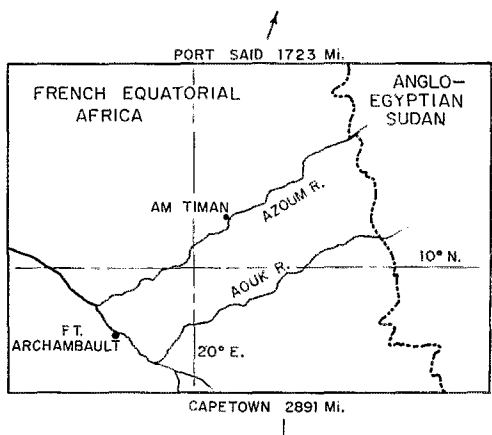 PORT SAID 1723 Mi.
FRENCH EQUATORIAL
AFRICA
ANGLO-
EGYPTIAN
SUDAN
AM TIMAN
AZOUM R.
AOUK R.
10° N.
FT.
ARCHAMBAULT
20° E.
CAPETOWN 2891 Mi.